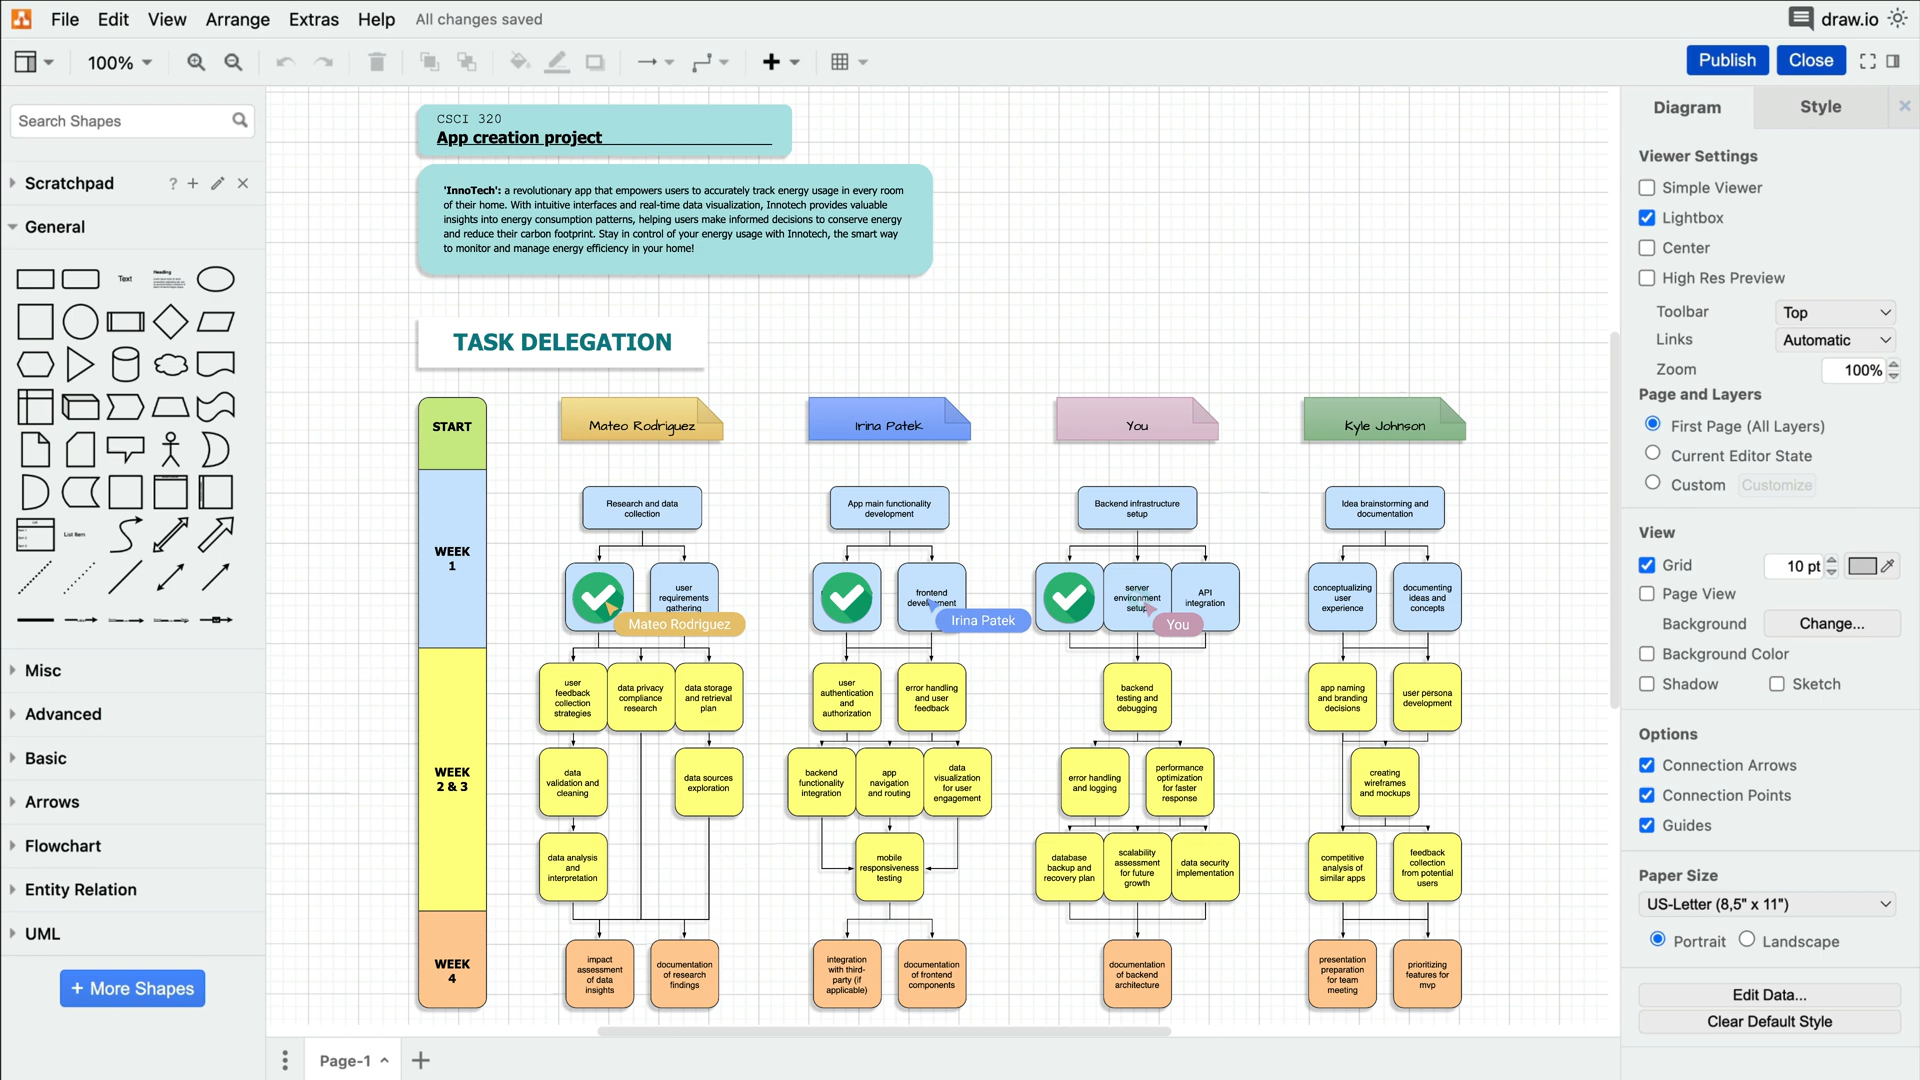 File Edit View Arrange Extras Help All changes saved
draw.io
100%
Publish Close
Search Shapes
Scratchpad ?
General
Text
Heading
List Item
Misc
Advanced
Basic
Arrows
Flowchart
Entity Relation
UML
+ More Shapes
CSCI 320
App creation project
'InnoTech': a revolutionary app that empowers users to accurately track energy usage in every room
of their home. With intuitive interfaces and real-time data visualization, Innotech provides valuable
insights into energy consumption patterns, helping users make informed decisions to conserve energy
and reduce their carbon footprint. Stay in control of your energy usage with Innotech, the smart way
to monitor and manage energy efficiency in your home!
TASK DELEGATION
START
WEEK
1
WEEK
2 & 3
WEEK
4
Mateo Rodriguez
Research and data
collection
user
requirements
gathering
Mateo Rodriguez
user
feedback
collection
strategies
data privacy
compliance
research
data storage
and retrieval
plan
data
validation and
cleaning
data sources
exploration
data analysis
and
interpretation
impact
assessment
of data
insights
documentation
of research
findings
Irina Patek
App main functionality
development
frontend
development
Irina Patek
user
authentication
and
authorization
error handling
and user
feedback
backend
functionality
integration
app
navigation
and routing
data
visualization
for user
engagement
mobile
responsiveness
testing
integration
with third-
party (if
applicable)
documentation
of frontend
components
You
Backend infrastructure
setup
server
environment
setup
API
integration
You
backend
testing and
debugging
error handling
and logging
performance
optimization
for faster
response
database
backup and
recovery plan
scalability
assessment
for future
growth
data security
implementation
documentation
of backend
architecture
Kyle Johnson
Idea brainstorming and
documentation
conceptualizing
user
experience
documenting
ideas and
concepts
app naming
and branding
decisions
user persona
development
creating
wireframes
and mockups
competitive
analysis of
similar apps
feedback
collection
from potential
users
presentation
preparation
for team
meeting
prioritizing
features for
mvp
Page-1
Diagram Style
Viewer Settings
Simple Viewer
Lightbox
Center
High Res Preview
Toolbar Top
Links Automatic
Zoom 100%
Page and Layers
First Page (All Layers)
Current Editor State
Custom Customize
View
Grid 10 pt
Page View
Background Change...
Background Color
Shadow Sketch
Options
Connection Arrows
Connection Points
Guides
Paper Size
US-Letter (8,5" x 11")
Portrait Landscape
Edit Data...
Clear Default Style